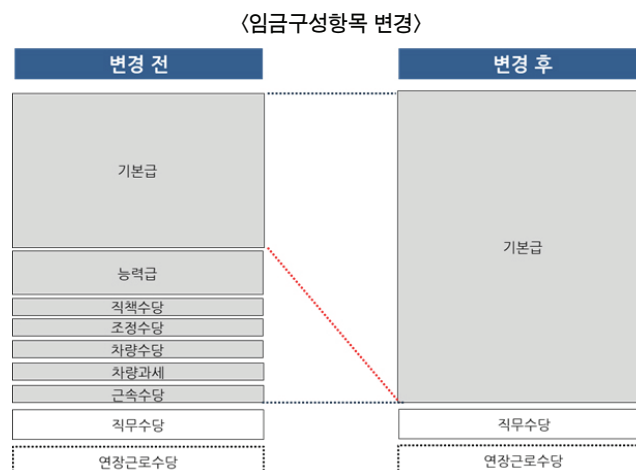 〈임금구성항목 변경〉
변경 전
기본급
능력급
직책수당
조정수당
차량수당
차량과세
근속수당
직무수당
연장근로수당
변경 후
기본급
직무수당
연장근로수당